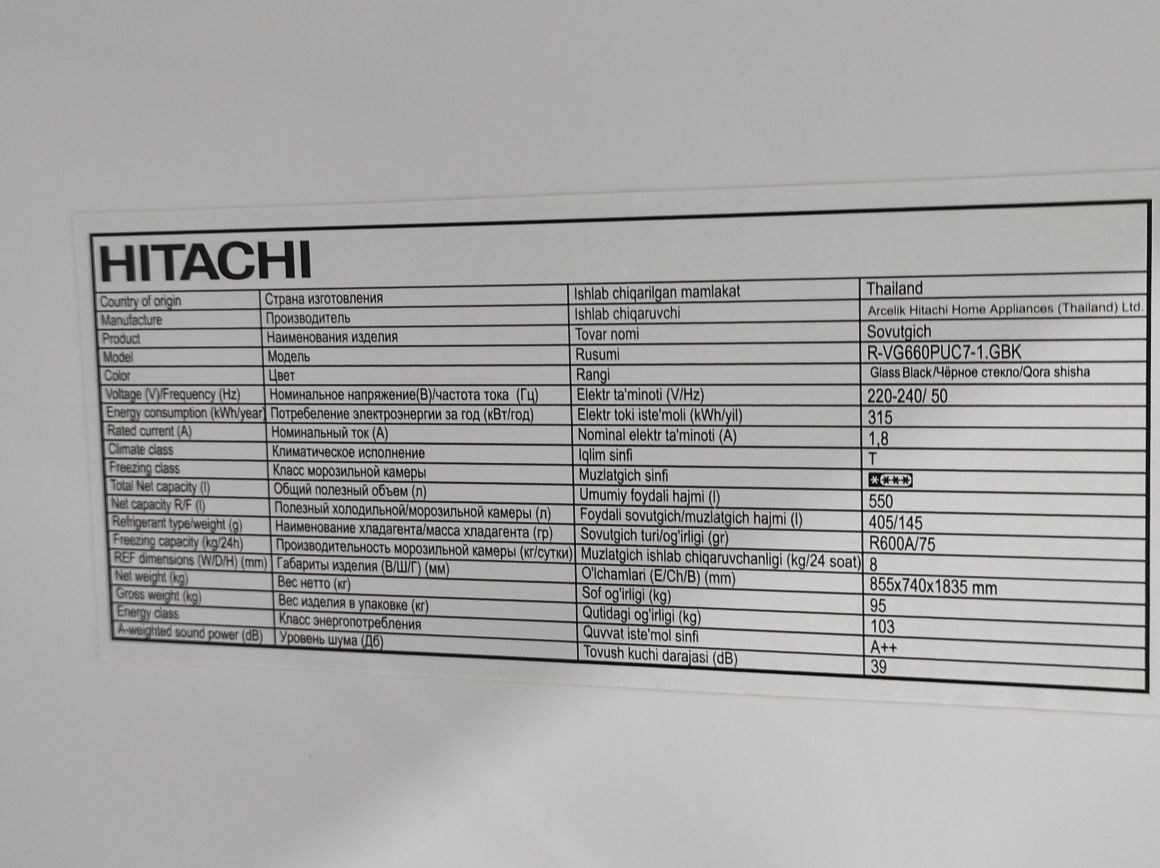 HITACHI
Country of origin Страна изготовления Ishlab chiqarilgan mamlakat Thailand
Manufacture Производитель Ishlab chiqaruvchi Arcelik Hitachi Home Appliances (Thailand) Ltd.
Product Наименования изделия Tovar nomi Sovutgich
Model Модель Rusumi R-VG660PUC7-1.GBK
Color Цвет Rangi Glass Black/Чёрное стекло/Qora shisha
Voltage (V)/Frequency (Hz) Номинальное напряжение(В)/частота тока (Гц) Elektr ta'minoti (V/Hz) 220-240/ 50
Energy consumption (kWh/year) Потребеление электроэнергии за год (кВт/год) Elektr toki iste'moli (kWh/yil) 315
Rated current (A) Номинальный ток (А) Nominal elektr ta'minoti (A) 1,8
Climate class Климатическое исполнение Iqlim sinfi T
Freezing class Класс морозильной камеры Muzlatgich sinfi
Total Net capacity (l) Общий полезный объем (л) Umumiy foydali hajmi (l) 550
Net capacity R/F (l) Полезный холодильной/морозильной камеры (л) Foydali sovutgich/muzlatgich hajmi (l) 405/145
Refrigerant type/weight (g) Наименование хладагента/масса хладагента (гр) Sovutgich turi/og'irligi (gr) R600A/75
Freezing capacity (kg/24h) Производительность морозильной камеры (кг/сутки) Muzlatgich ishlab chiqaruvchanligi (kg/24 soat) 8
REF dimensions (W/D/H) (mm) Габариты изделия (В/Ш/Г) (мм) O'lchamlari (E/Ch/B) (mm) 855x740x1835 mm
Net weight (kg) Вес нетто (кг) Sof og'irligi (kg) 95
Gross weight (kg) Вес изделия в упаковке (кг) Qutidagi og'irligi (kg) 103
Energy class Класс энергопотребления Quvvat iste'mol sinfi A++
A-weighted sound power (dB) Уровень шума (Дб) Tovush kuchi darajasi (dB) 39